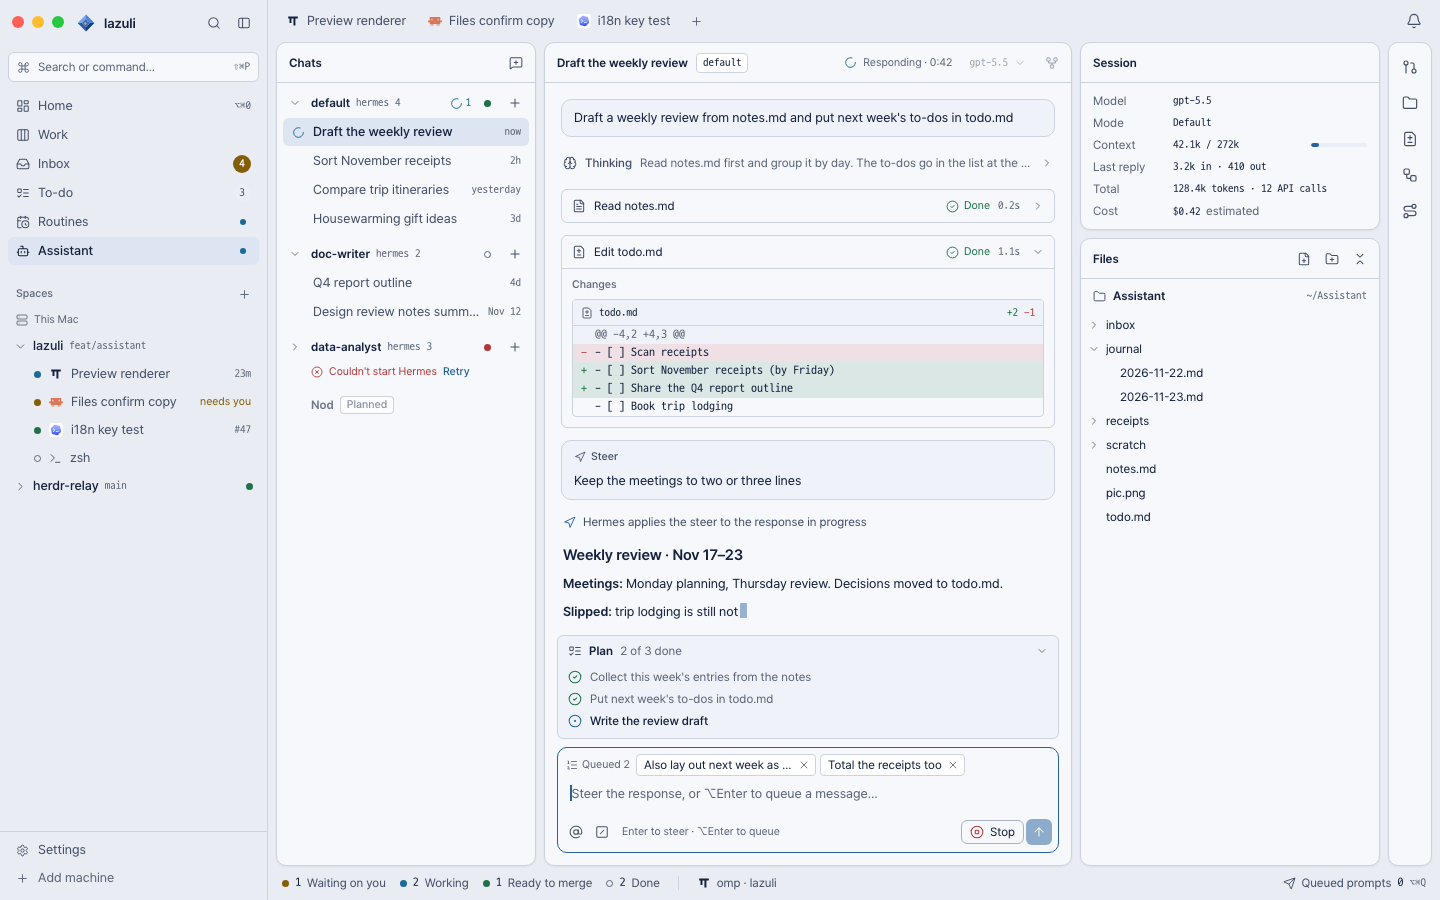 lazuli
Search or command... ⇧⌘P
Home ⌥⌘0
Work
Inbox 4
To-do 3
Routines
Assistant
Spaces
This Mac
lazuli feat/assistant
Preview renderer 23m
Files confirm copy needs you
i18n key test #47
zsh
herdr-relay main
Settings
Add machine
Preview renderer
Files confirm copy
i18n key test
Chats
default hermes 4 1
Draft the weekly review now
Sort November receipts 2h
Compare trip itineraries yesterday
Housewarming gift ideas 3d
doc-writer hermes 2
Q4 report outline 4d
Design review notes summ... Nov 12
data-analyst hermes 3
Couldn't start Hermes Retry
Nod Planned
Draft the weekly review default Responding · 0:42 gpt-5.5
Draft a weekly review from notes.md and put next week's to-dos in todo.md
Thinking Read notes.md first and group it by day. The to-dos go in the list at the ...
Read notes.md Done 0.2s
Edit todo.md Done 1.1s
Changes
todo.md +2 −1
@@ -4,2 +4,3 @@
− - [ ] Scan receipts
+ - [ ] Sort November receipts (by Friday)
+ - [ ] Share the Q4 report outline
- [ ] Book trip lodging
Steer
Keep the meetings to two or three lines
Hermes applies the steer to the response in progress
Weekly review · Nov 17–23
Meetings: Monday planning, Thursday review. Decisions moved to todo.md.
Slipped: trip lodging is still not
Plan 2 of 3 done
Collect this week's entries from the notes
Put next week's to-dos in todo.md
Write the review draft
Queued 2 Also lay out next week as ... Total the receipts too
Steer the response, or ⌥Enter to queue a message...
Enter to steer · ⌥Enter to queue Stop
Session
Model gpt-5.5
Mode Default
Context 42.1k / 272k
Last reply 3.2k in · 410 out
Total 128.4k tokens · 12 API calls
Cost $0.42 estimated
Files
Assistant ~/Assistant
inbox
journal
2026-11-22.md
2026-11-23.md
receipts
scratch
notes.md
pic.png
todo.md
1 Waiting on you 2 Working 1 Ready to merge 2 Done omp · lazuli Queued prompts 0 ⌥⌘Q